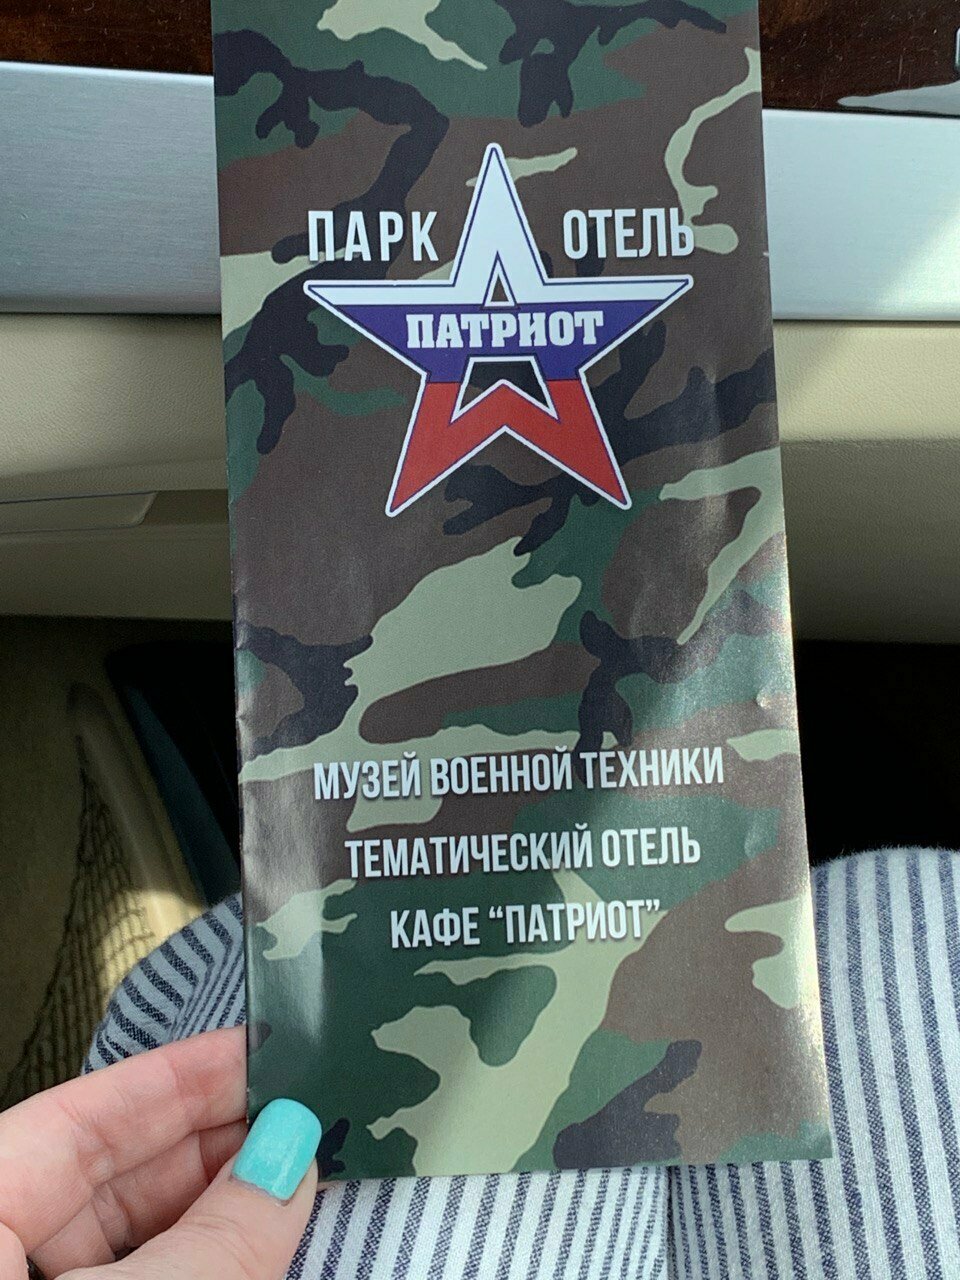 ПАРК ОТЕЛЬ
ПАТРИОТ
МУЗЕЙ ВОЕННОЙ ТЕХНИКИ
ТЕМАТИЧЕСКИЙ ОТЕЛЬ
КАФЕ “ПАТРИОТ”